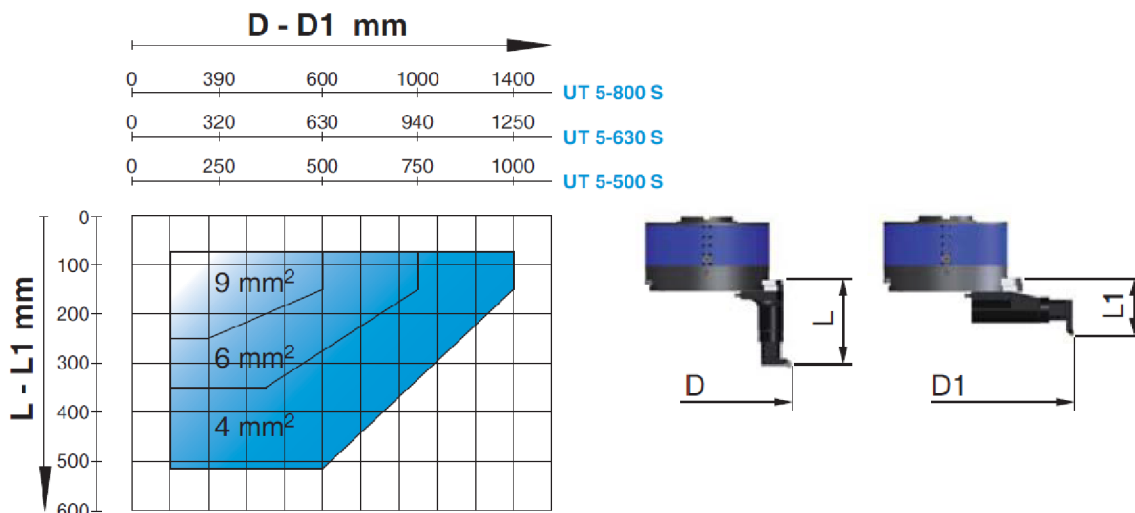 D - D1 mm
0 390 600 1000 1400 UT 5-800 S
0 320 630 940 1250 UT 5-630 S
0 250 500 750 1000 UT 5-500 S
L - L1 mm
0
100
200
300
400
500
600
9 mm²
6 mm²
4 mm²
L
D
L1
D1